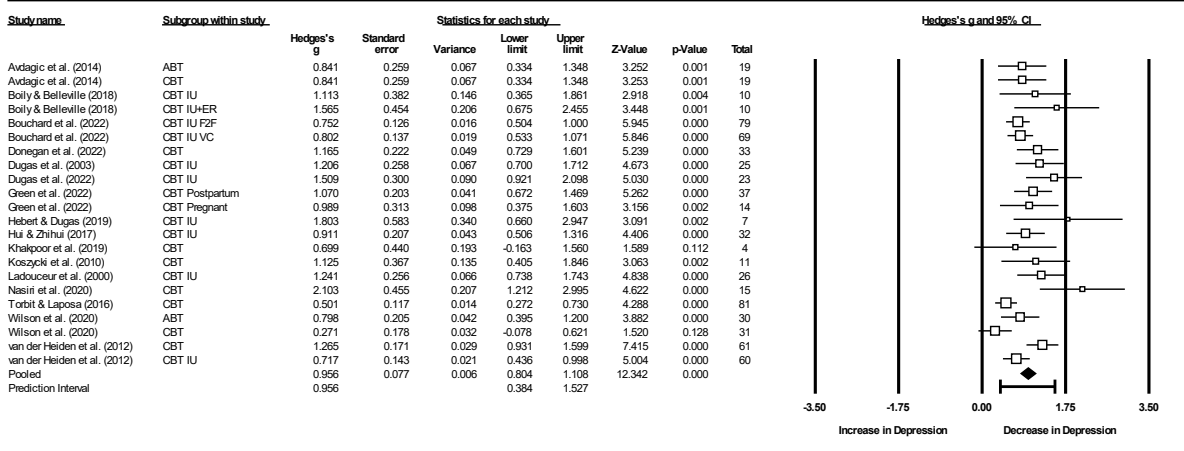 Study name Subgroup within study Statistics for each study Hedges's g and 95% CI
Hedges's g Standard error Variance Lower limit Upper limit Z-Value p-Value Total
Avdagic et al. (2014) ABT 0.841 0.259 0.067 0.334 1.348 3.252 0.001 19
Avdagic et al. (2014) CBT 0.841 0.259 0.067 0.334 1.348 3.253 0.001 19
Boily & Belleville (2018) CBT IU 1.113 0.382 0.146 0.365 1.861 2.918 0.004 10
Boily & Belleville (2018) CBT IU+ER 1.565 0.454 0.206 0.675 2.455 3.448 0.001 10
Bouchard et al. (2022) CBT IU F2F 0.752 0.126 0.016 0.504 1.000 5.945 0.000 79
Bouchard et al. (2022) CBT IU VC 0.802 0.137 0.019 0.533 1.071 5.846 0.000 69
Donegan et al. (2022) CBT 1.165 0.222 0.049 0.729 1.601 5.239 0.000 33
Dugas et al. (2003) CBT IU 1.206 0.258 0.067 0.700 1.712 4.673 0.000 25
Dugas et al. (2022) CBT IU 1.509 0.300 0.090 0.921 2.098 5.030 0.000 23
Green et al. (2022) CBT Postpartum 1.070 0.203 0.041 0.672 1.469 5.262 0.000 37
Green et al. (2022) CBT Pregnant 0.989 0.313 0.098 0.375 1.603 3.156 0.002 14
Hebert & Dugas (2019) CBT IU 1.803 0.583 0.340 0.660 2.947 3.091 0.002 7
Hui & Zhihui (2017) CBT IU 0.911 0.207 0.043 0.506 1.316 4.406 0.000 32
Khakpoor et al. (2019) CBT 0.699 0.440 0.193 -0.163 1.560 1.589 0.112 4
Koszycki et al. (2010) CBT 1.125 0.367 0.135 0.405 1.846 3.063 0.002 11
Ladouceur et al. (2000) CBT IU 1.241 0.256 0.066 0.738 1.743 4.838 0.000 26
Nasiri et al. (2020) CBT 2.103 0.455 0.207 1.212 2.995 4.622 0.000 15
Torbit & Laposa (2016) CBT 0.501 0.117 0.014 0.272 0.730 4.288 0.000 81
Wilson et al. (2020) ABT 0.798 0.205 0.042 0.395 1.200 3.882 0.000 30
Wilson et al. (2020) CBT 0.271 0.178 0.032 -0.078 0.621 1.520 0.128 31
van der Heiden et al. (2012) CBT 1.265 0.171 0.029 0.931 1.599 7.415 0.000 61
van der Heiden et al. (2012) CBT IU 0.717 0.143 0.021 0.436 0.998 5.004 0.000 60
Pooled 0.956 0.077 0.006 0.804 1.108 12.342 0.000
Prediction Interval 0.956 0.384 1.527
-3.50 -1.75 0.00 1.75 3.50
Increase in Depression Decrease in Depression